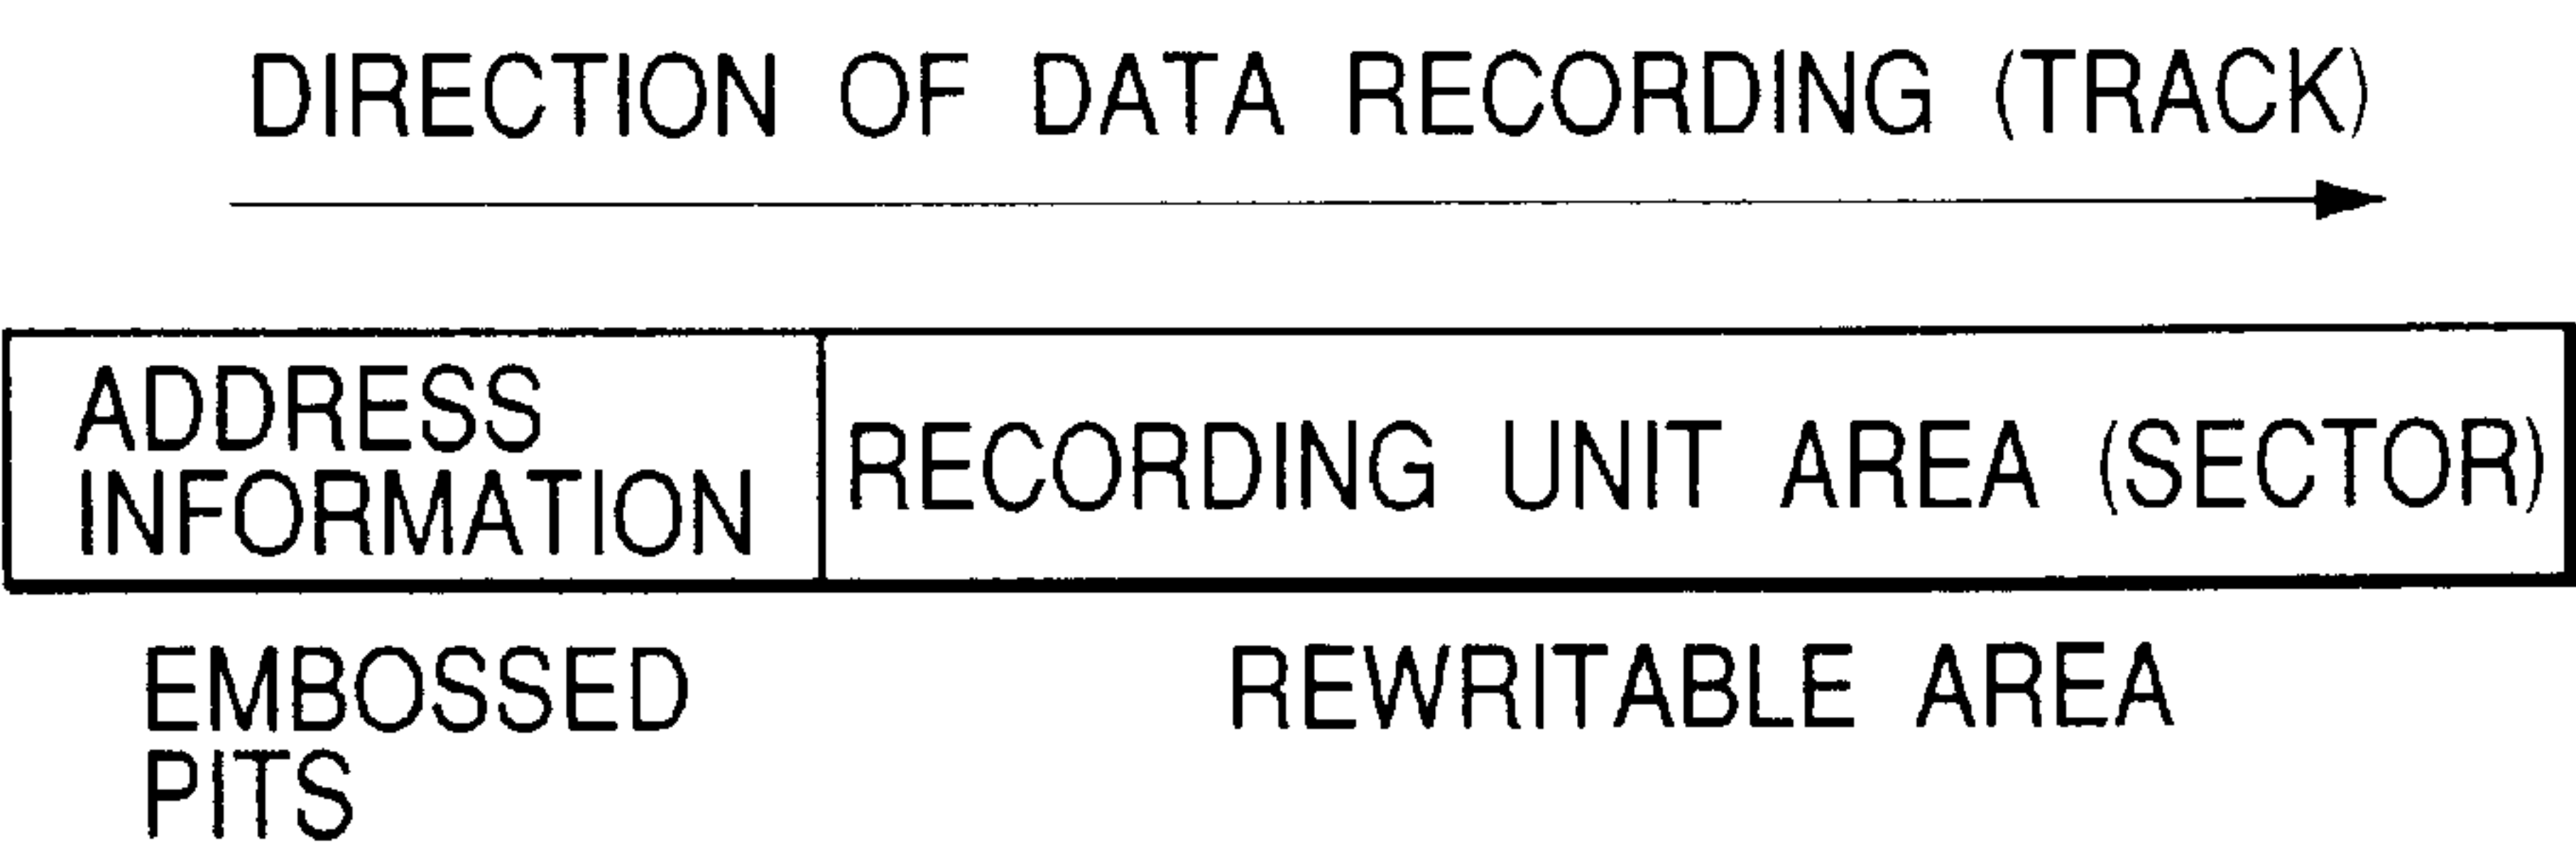 DIRECTION OF DATA RECORDING (TRACK)
ADDRESS
INFORMATION
RECORDING UNIT AREA (SECTOR)
EMBOSSED
PITS
REWRITABLE AREA